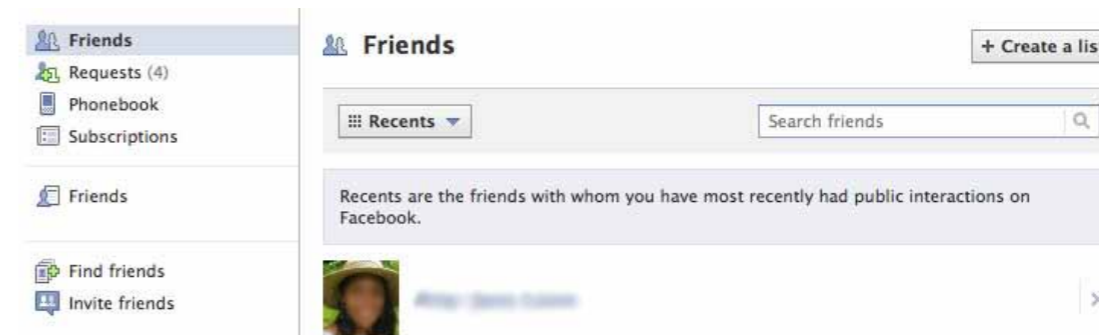 Friends
Requests (4)
Phonebook
Subscriptions
Friends
Find friends
Invite friends
Friends
+ Create a lis
Recents
Search friends
Recents are the friends with whom you have most recently had public interactions on
Facebook.